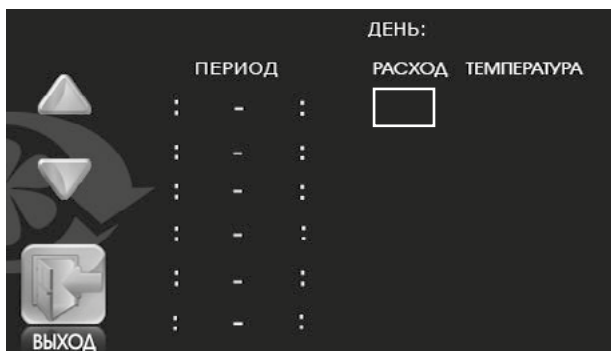 ДЕНЬ:
ПЕРИОД РАСХОД ТЕМПЕРАТУРА
: - :
: - :
: - :
: - :
: - :
: - :
ВЫХОД